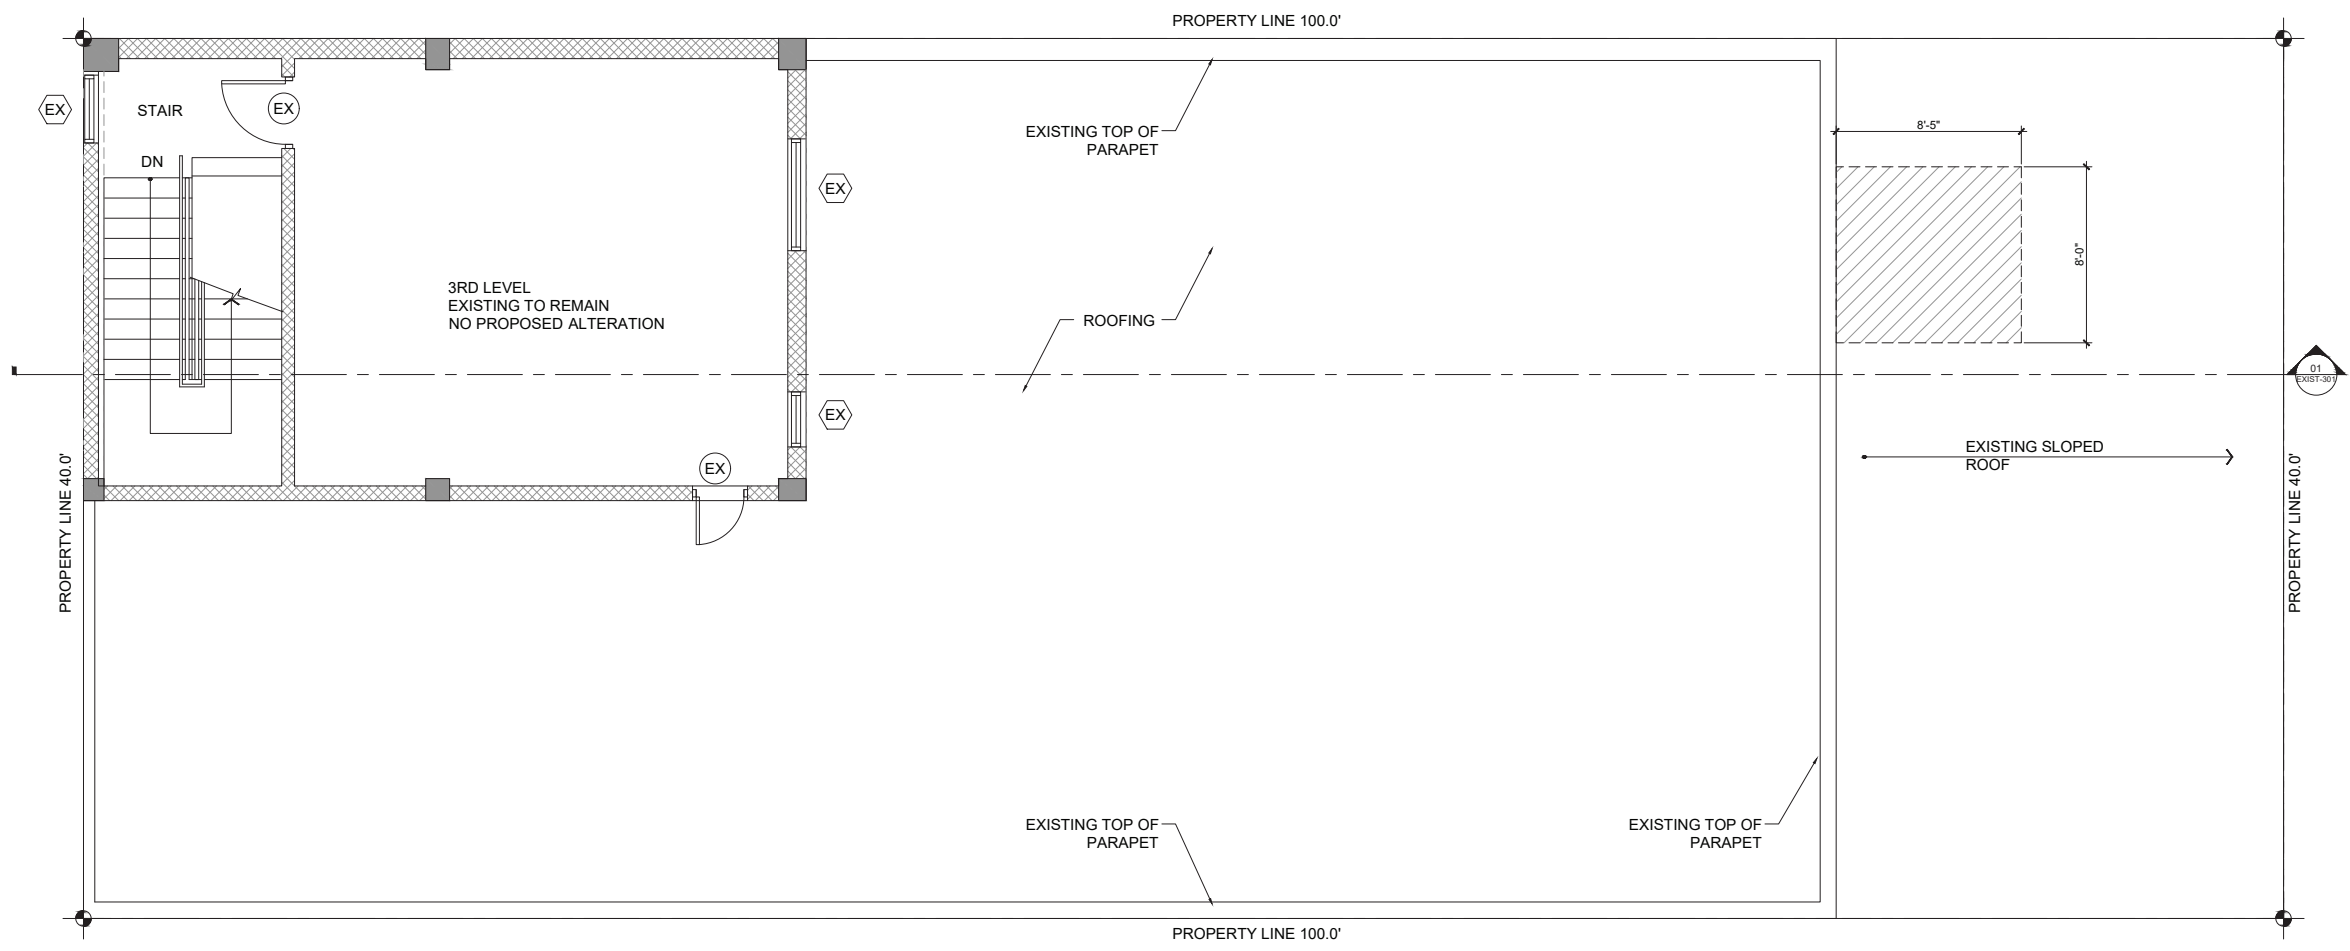 PROPERTY LINE 100.0'
EX
STAIR
EX
DN
EXISTING TOP OF
PARAPET
8'-5"
EX
8'-0"
3RD LEVEL
EXISTING TO REMAIN
NO PROPOSED ALTERATION
ROOFING
01
EXIST-301
EX
EX
EXISTING SLOPED
ROOF
PROPERTY LINE 40.0'
PROPERTY LINE 40.0'
EXISTING TOP OF
PARAPET
EXISTING TOP OF
PARAPET
PROPERTY LINE 100.0'